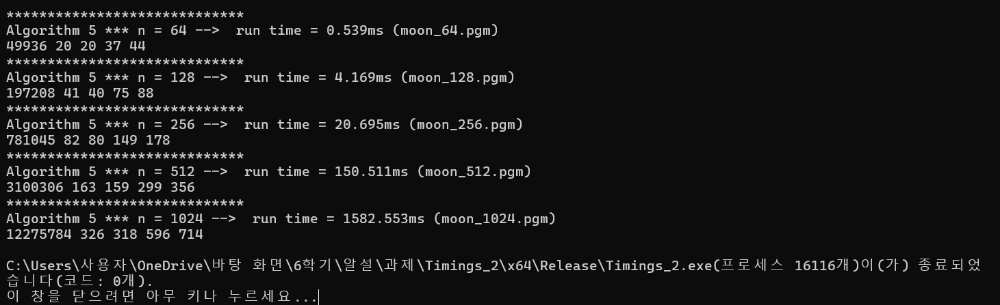 *****************************
Algorithm 5 *** n = 64 -->  run time = 0.539ms (moon_64.pgm)
49936 20 20 37 44
*****************************
Algorithm 5 *** n = 128 -->  run time = 4.169ms (moon_128.pgm)
197208 41 40 75 88
*****************************
Algorithm 5 *** n = 256 -->  run time = 20.695ms (moon_256.pgm)
781045 82 80 149 178
*****************************
Algorithm 5 *** n = 512 -->  run time = 150.511ms (moon_512.pgm)
3100306 163 159 299 356
*****************************
Algorithm 5 *** n = 1024 -->  run time = 1582.553ms (moon_1024.pgm)
12275784 326 318 596 714
C:\Users\사용자\OneDrive\바탕 화면\6학기\알설\과제\Timings_2\x64\Release\Timings_2.exe(프로세스 16116개)이(가) 종료되었
습니다(코드: 0개).
이 창을 닫으려면 아무 키나 누르세요...